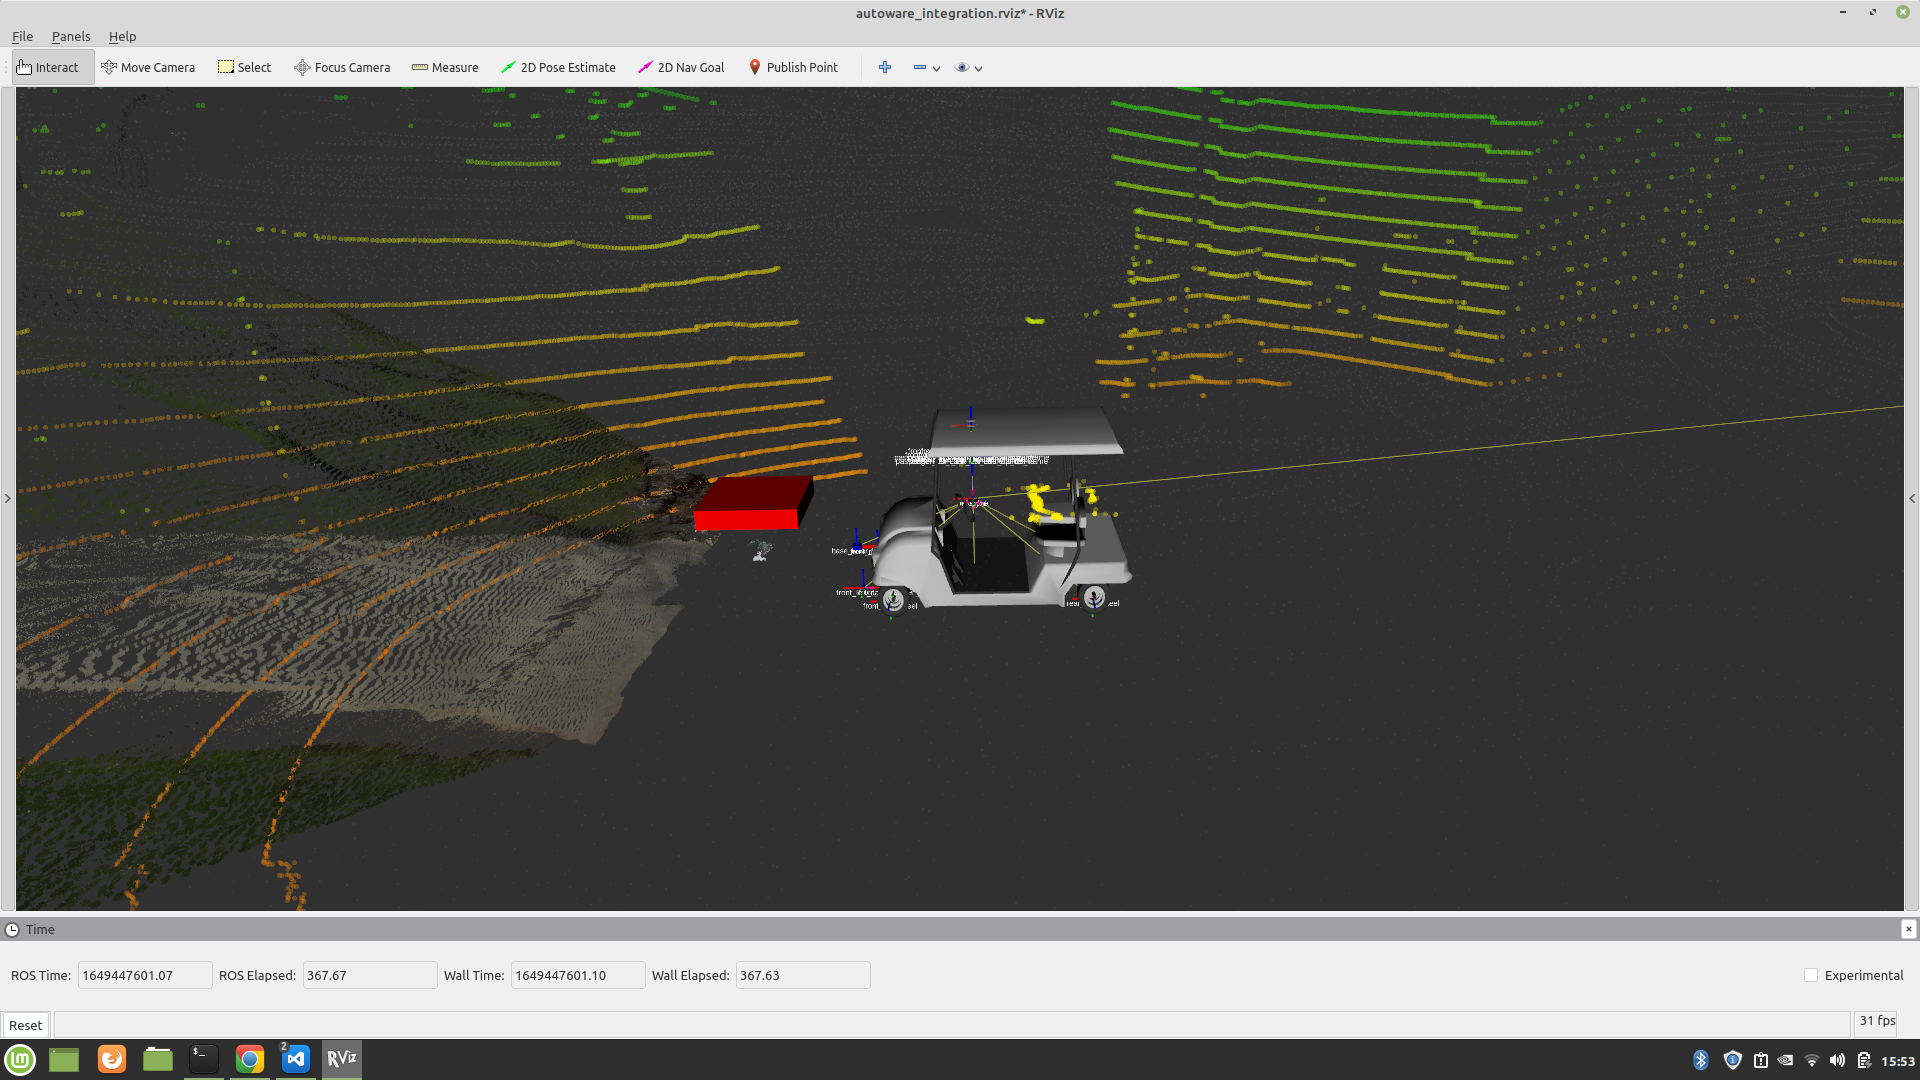 autoware_integration.rviz* - RViz
File Panels Help
Interact Move Camera Select Focus Camera Measure 2D Pose Estimate 2D Nav Goal Publish Point
Time
ROS Time: 1649447601.07 ROS Elapsed: 367.67 Wall Time: 1649447601.10 Wall Elapsed: 367.63 Experimental
Reset 31 fps
2
RViz 15:53